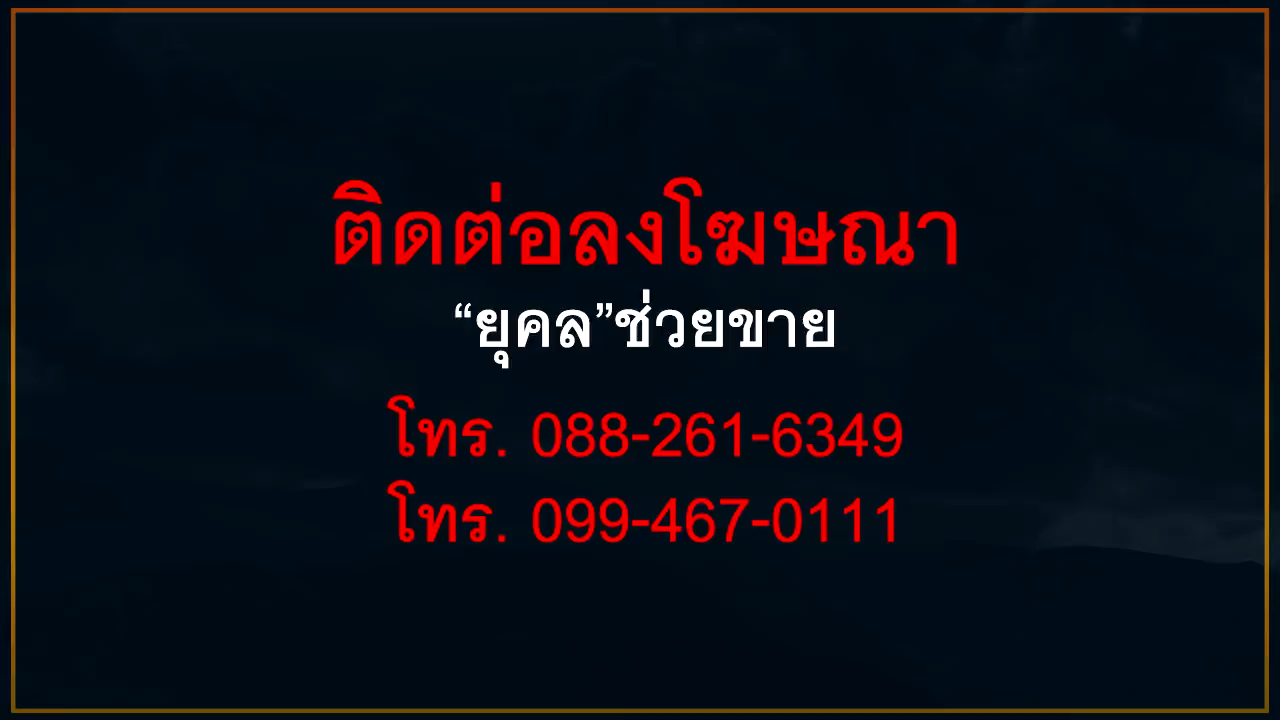 ติดต่อลงโฆษณา
“ยุคล”ช่วยขาย
โทร. 088-261-6349
โทร. 099-467-0111